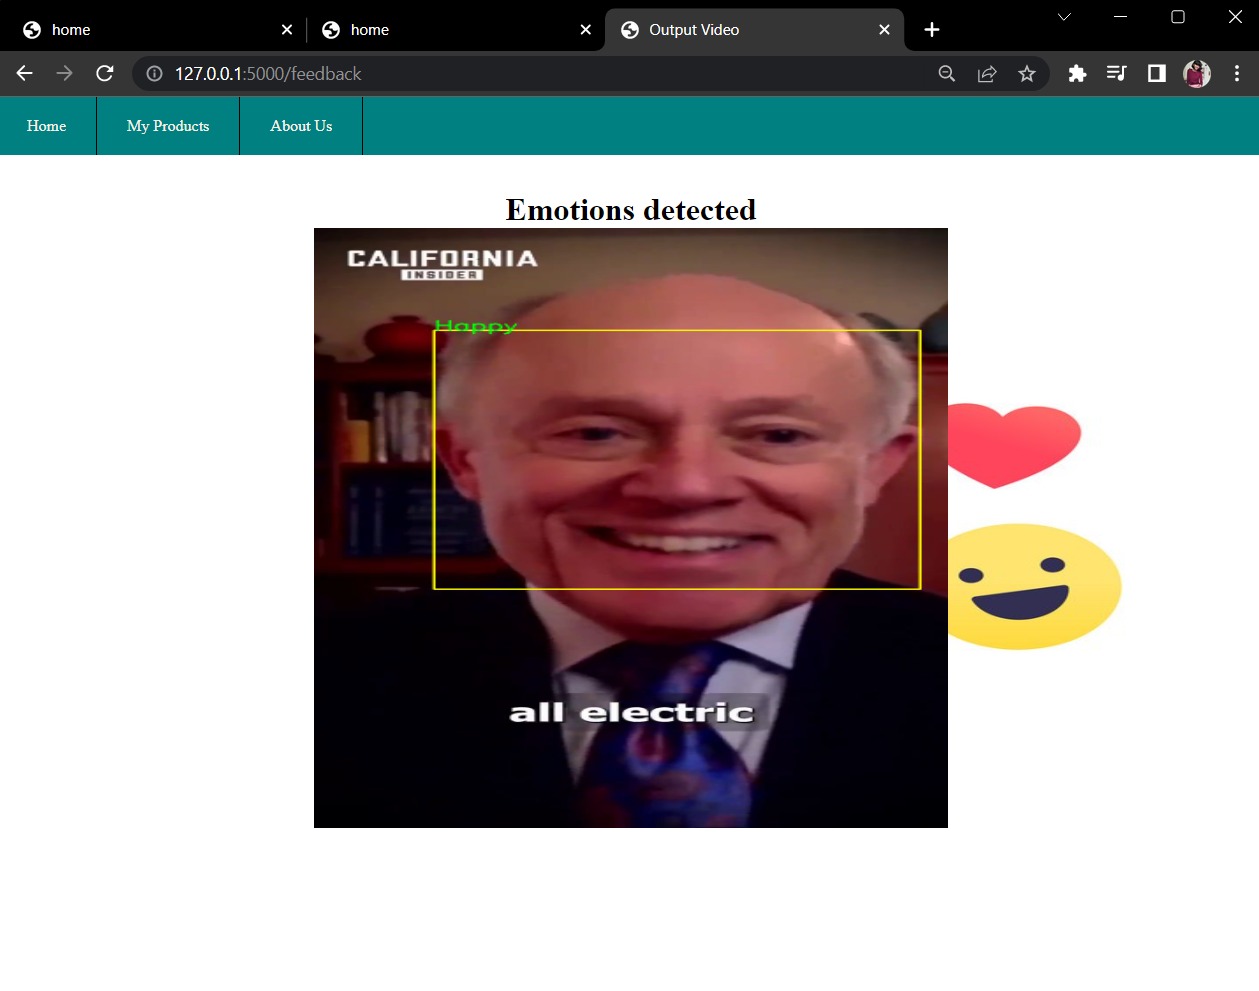 home
home
Output Video
127.0.0.1:5000/feedback
Home
My Products
About Us
Emotions detected
CALIFORNIA
INSIDER
Happy
all electric